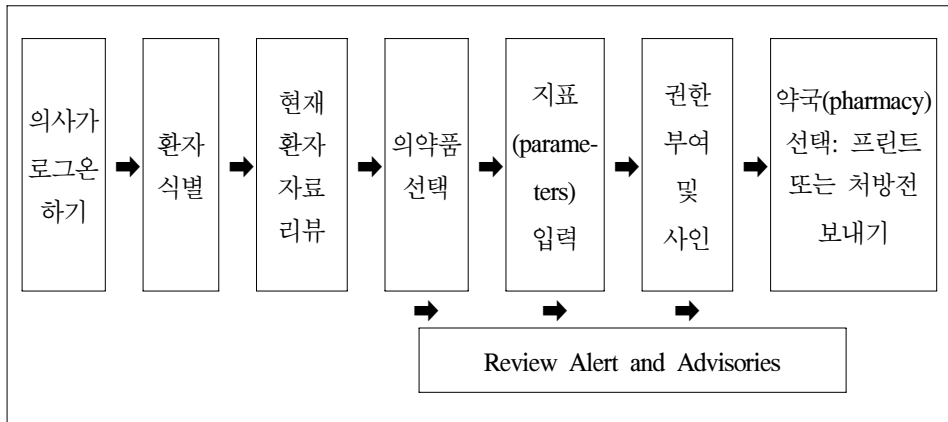 의사가
로그온
하기
환자
식별
현재
환자
자료
리뷰
의약품
선택
지표
(parame-
ters)
입력
권한
부여
및
사인
약국(pharmacy)
선택: 프린트
또는 처방전
보내기
Review Alert and Advisories